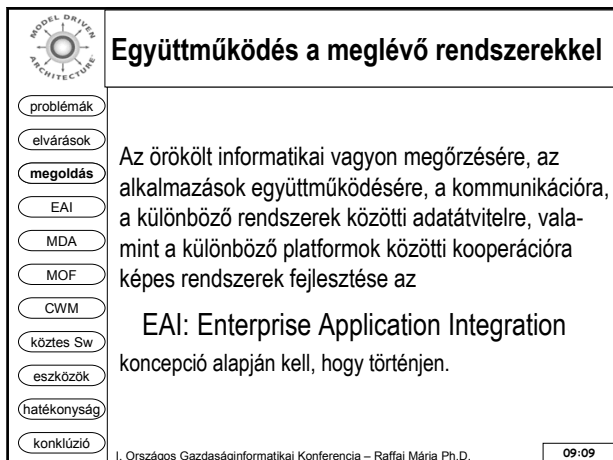 MODEL DRIVEN
ARCHITECTURE
Együttműködés a meglévő rendszerekkel
problémák
elvárások
megoldás
EAI
MDA
MOF
CWM
köztes Sw
eszközök
hatékonyság
konklúzió
Az örökölt informatikai vagyon megőrzésére, az
alkalmazások együttműködésére, a kommunikációra,
a különböző rendszerek közötti adatátvitelre, vala-
mint a különböző platformok közötti kooperációra
képes rendszerek fejlesztése az
EAI: Enterprise Application Integration
koncepció alapján kell, hogy történjen.
I. Országos Gazdaságinformatikai Konferencia – Raffai Mária Ph.D.
09:09